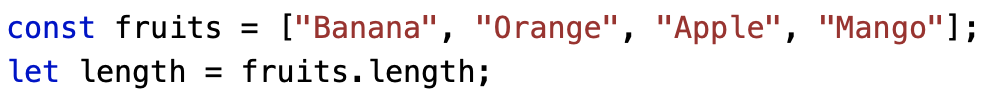 const fruits = ["Banana", "Orange", "Apple", "Mango"];
let length = fruits.length;